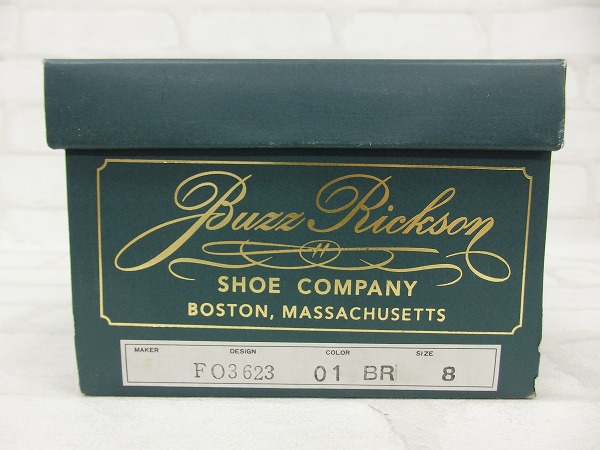 Buzz Rickson
H
SHOE COMPANY
BOSTON, MASSACHUSETTS
MAKER DESIGN COLOR SIZE
FO3623 01 BR 8